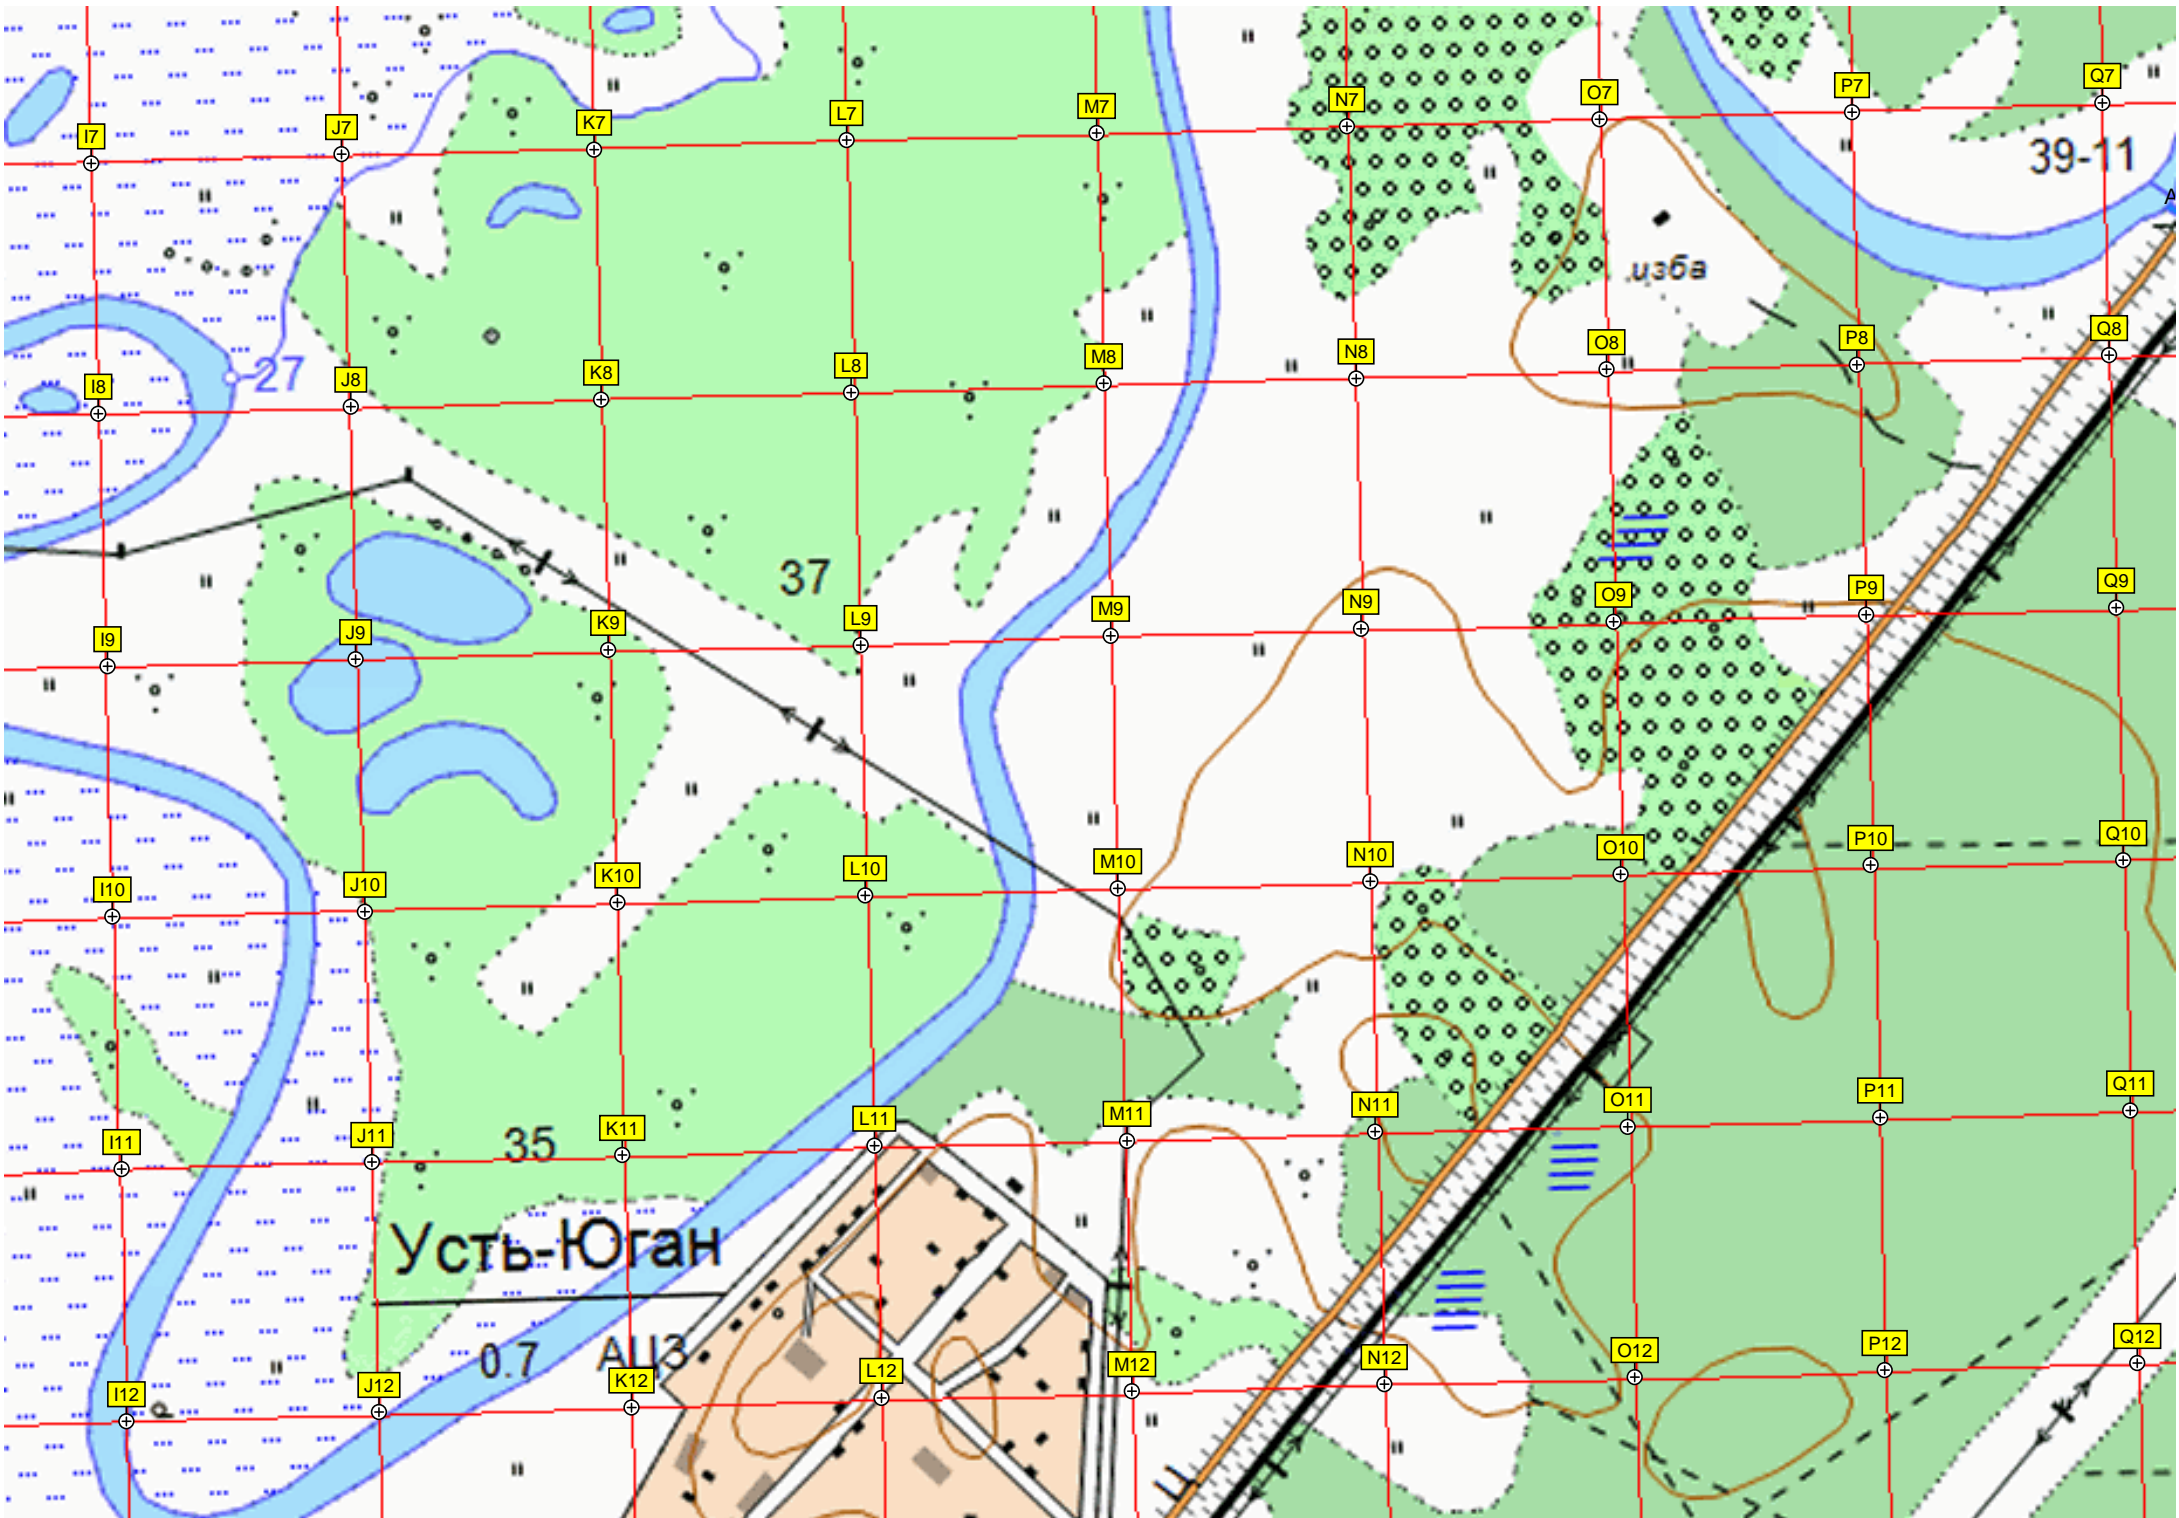 I7 J7 K7 L7 M7 N7 O7 P7 Q7
39-11
изба
I8 J8 K8 L8 M8 N8 O8 P8 Q8
27
37
I9 J9 K9 L9 M9 N9 O9 P9 Q9
I10 J10 K10 L10 M10 N10 O10 P10 Q10
I11 J11 K11 L11 M11 N11 O11 P11 Q11
35
Усть-Юган
0.7 АЦЗ
I12 J12 K12 L12 M12 N12 O12 P12 Q12
Ц